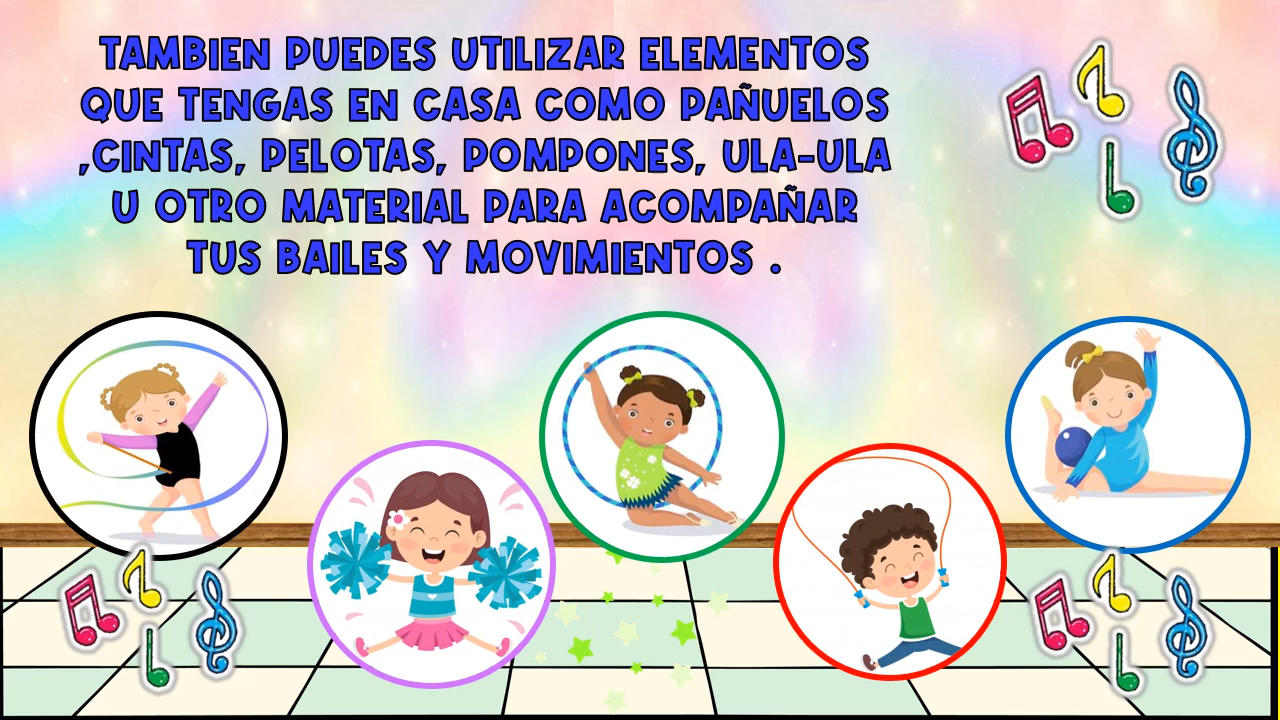 TAMBIEN PUEDES UTILIZAR ELEMENTOS
QUE TENGAS EN CASA COMO PAÑUELOS
,CINTAS, PELOTAS, POMPONES, ULA-ULA
U OTRO MATERIAL PARA ACOMPAÑAR
TUS BAILES Y MOVIMIENTOS .